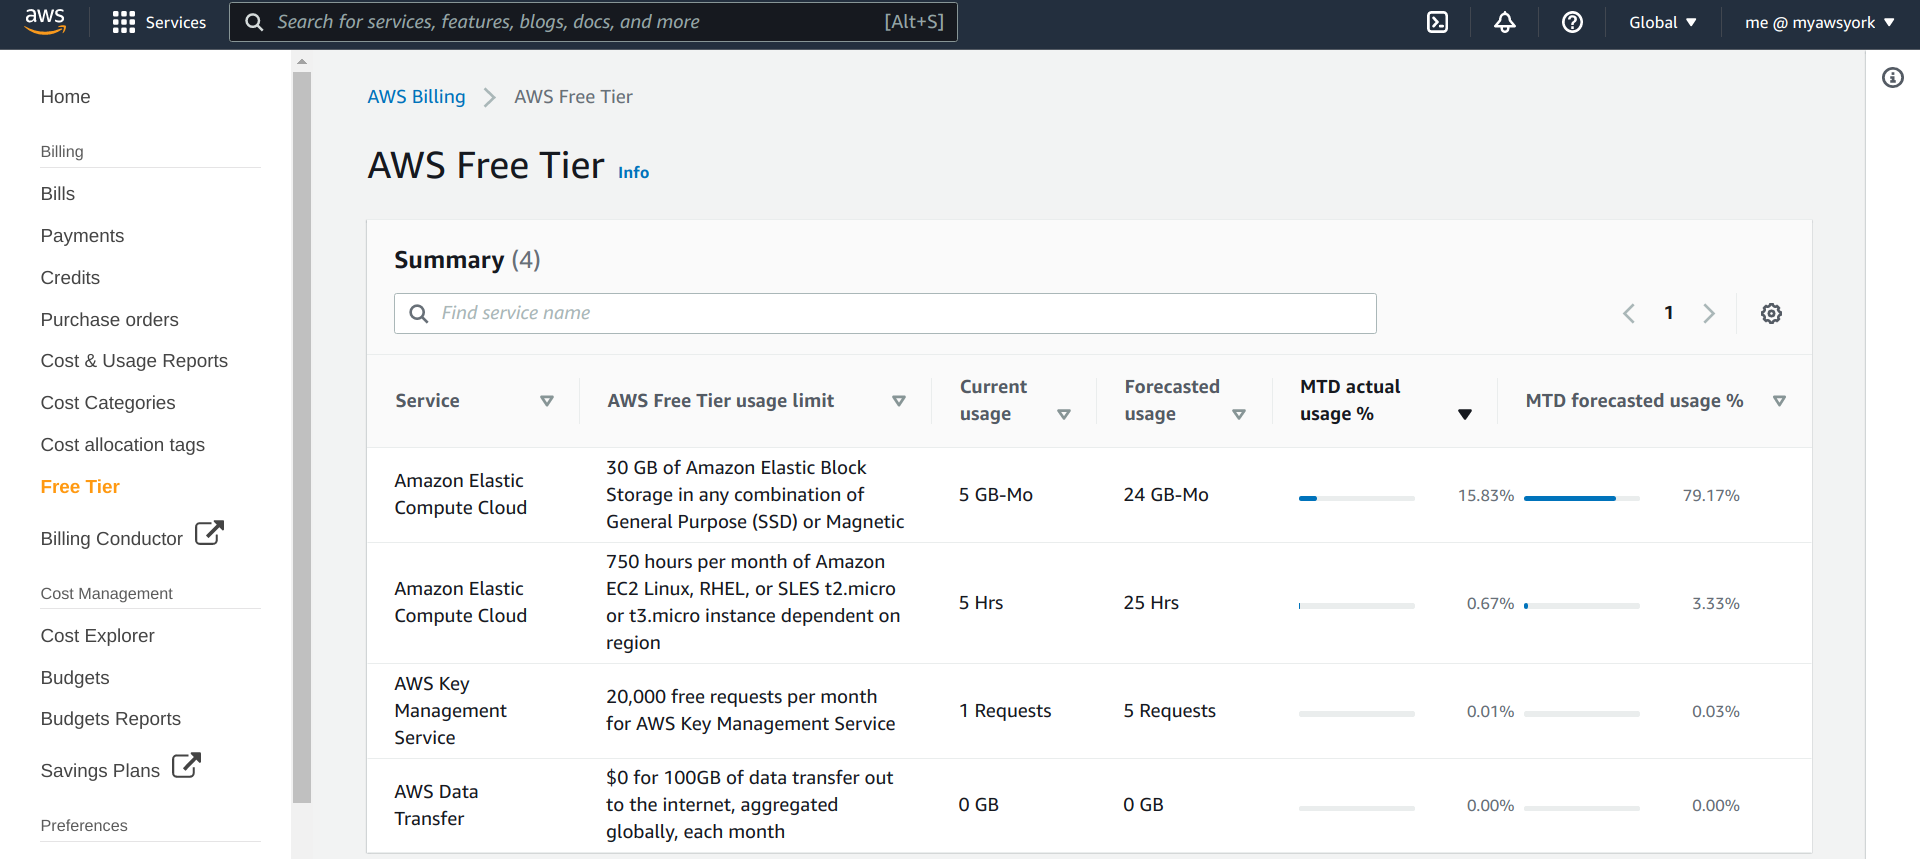 aws
Services
Search for services, features, blogs, docs, and more [Alt+S]
Global
me @ myawsyork
Home
Billing
Bills
Payments
Credits
Purchase orders
Cost & Usage Reports
Cost Categories
Cost allocation tags
Free Tier
Billing Conductor
Cost Management
Cost Explorer
Budgets
Budgets Reports
Savings Plans
Preferences
AWS Billing
AWS Free Tier
AWS Free Tier Info
Summary (4)
Find service name
1
Service
AWS Free Tier usage limit
Current
usage
Forecasted
usage
MTD actual
usage %
MTD forecasted usage %
Amazon Elastic
Compute Cloud
30 GB of Amazon Elastic Block
Storage in any combination of
General Purpose (SSD) or Magnetic
5 GB-Mo
24 GB-Mo
15.83%
79.17%
Amazon Elastic
Compute Cloud
750 hours per month of Amazon
EC2 Linux, RHEL, or SLES t2.micro
or t3.micro instance dependent on
region
5 Hrs
25 Hrs
0.67%
3.33%
AWS Key
Management
Service
20,000 free requests per month
for AWS Key Management Service
1 Requests
5 Requests
0.01%
0.03%
AWS Data
Transfer
$0 for 100GB of data transfer out
to the internet, aggregated
globally, each month
0 GB
0 GB
0.00%
0.00%